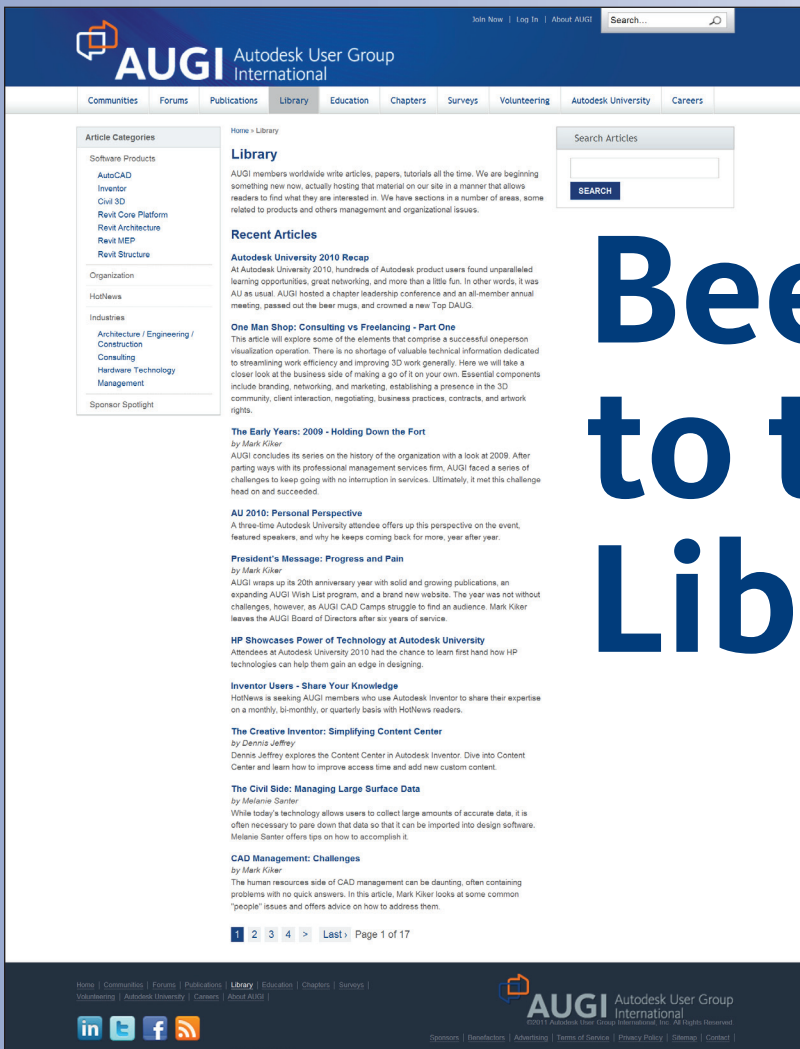 Join Now | Log In | About AUGI
Search...
AUGI Autodesk User Group
International
Communities Forums Publications Library Education Chapters Surveys Volunteering Autodesk University Careers
Article Categories
Software Products
AutoCAD
Inventor
Civil 3D
Revit Core Platform
Revit Architecture
Revit MEP
Revit Structure
Organization
HotNews
Industries
Architecture / Engineering /
Construction
Consulting
Hardware Technology
Management
Sponsor Spotlight
Home » Library
Library
AUGI members worldwide write articles, papers, tutorials all the time. We are beginning
something new now, actually hosting that material on our site in a manner that allows
readers to find what they are interested in. We have sections in a number of areas, some
related to products and others management and organizational issues.
Recent Articles
Autodesk University 2010 Recap
At Autodesk University 2010, hundreds of Autodesk product users found unparalleled
learning opportunities, great networking, and more than a little fun. In other words, it was
AU as usual. AUGI hosted a chapter leadership conference and an all-member annual
meeting, passed out the beer mugs, and crowned a new Top DAUG.
One Man Shop: Consulting vs Freelancing - Part One
This article will explore some of the elements that comprise a successful oneperson
visualization operation. There is no shortage of valuable technical information dedicated
to streamlining work efficiency and improving 3D work generally. Here we will take a
closer look at the business side of making a go of it on your own. Essential components
include branding, networking, and marketing, establishing a presence in the 3D
community, client interaction, negotiating, business practices, contracts, and artwork
rights.
The Early Years: 2009 - Holding Down the Fort
by Mark Kiker
AUGI concludes its series on the history of the organization with a look at 2009. After
parting ways with its professional management services firm, AUGI faced a series of
challenges to keep going with no interruption in services. Ultimately, it met this challenge
head on and succeeded.
AU 2010: Personal Perspective
A three-time Autodesk University attendee offers up this perspective on the event,
featured speakers, and why he keeps coming back for more, year after year.
President's Message: Progress and Pain
by Mark Kiker
AUGI wraps up its 20th anniversary year with solid and growing publications, an
expanding AUGI Wish List program, and a brand new website. The year was not without
challenges, however, as AUGI CAD Camps struggle to find an audience. Mark Kiker
leaves the AUGI Board of Directors after six years of service.
HP Showcases Power of Technology at Autodesk University
Attendees at Autodesk University 2010 had the chance to learn first hand how HP
technologies can help them gain an edge in designing.
Inventor Users - Share Your Knowledge
HotNews is seeking AUGI members who use Autodesk Inventor to share their expertise
on a monthly, bi-monthly, or quarterly basis with HotNews readers.
The Creative Inventor: Simplifying Content Center
by Dennis Jeffrey
Dennis Jeffrey explores the Content Center in Autodesk Inventor. Dive into Content
Center and learn how to improve access time and add new custom content.
The Civil Side: Managing Large Surface Data
by Melanie Santer
While today's technology allows users to collect large amounts of accurate data, it is
often necessary to pare down that data so that it can be imported into design software.
Melanie Santer offers tips on how to accomplish it.
CAD Management: Challenges
by Mark Kiker
The human resources side of CAD management can be daunting, often containing
problems with no quick answers. In this article, Mark Kiker looks at some common
"people" issues and offers advice on how to address them.
1 2 3 4 > Last › Page 1 of 17
Search Articles
SEARCH
Bee
to t
Lib
Home | Communities | Forums | Publications | Library | Education | Chapters | Surveys |
Volunteering | Autodesk University | Careers | About AUGI |
in t f
AUGI Autodesk User Group
International
©2011 Autodesk User Group International, Inc. All Rights Reserved.
Sponsors | Benefactors | Advertising | Terms of Service | Privacy Policy | Sitemap | Contact |